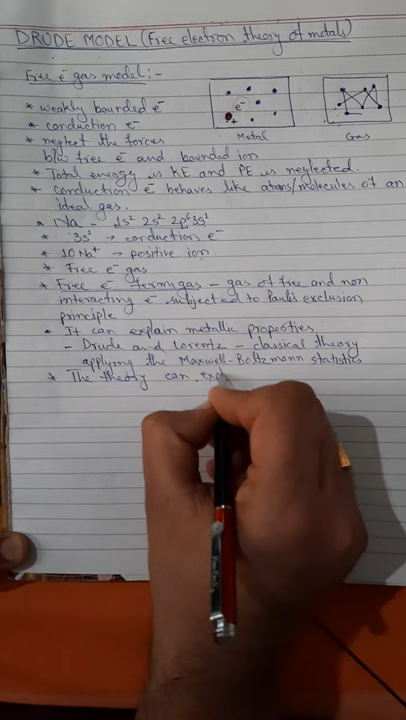 DRUDE MODEL (Free electron theory of metals)
Free e⁻ gas model:-
* weakly bounded e⁻
* conduction e⁻
* neglect the forces
b/w free e⁻ and bounded ion
e⁻
+
Metal
Gas
* Total energy is KE and PE is neglected.
* conduction e⁻ behaves like atoms/molecules of an
ideal gas.
* Na - 1s² 2s² 2p⁶ 3s¹
* 3s¹ → conduction e⁻
* 10 Na⁺ → positive ion.
* Free e⁻ gas
* Free e⁻ fermi gas - gas of free and non
interacting e⁻ subjected to Pauli's exclusion
principle
* It can explain metallic properties
- Drude and Lorentz - classical theory
applying the Maxwell-Boltzmann statistics
* The theory can exp